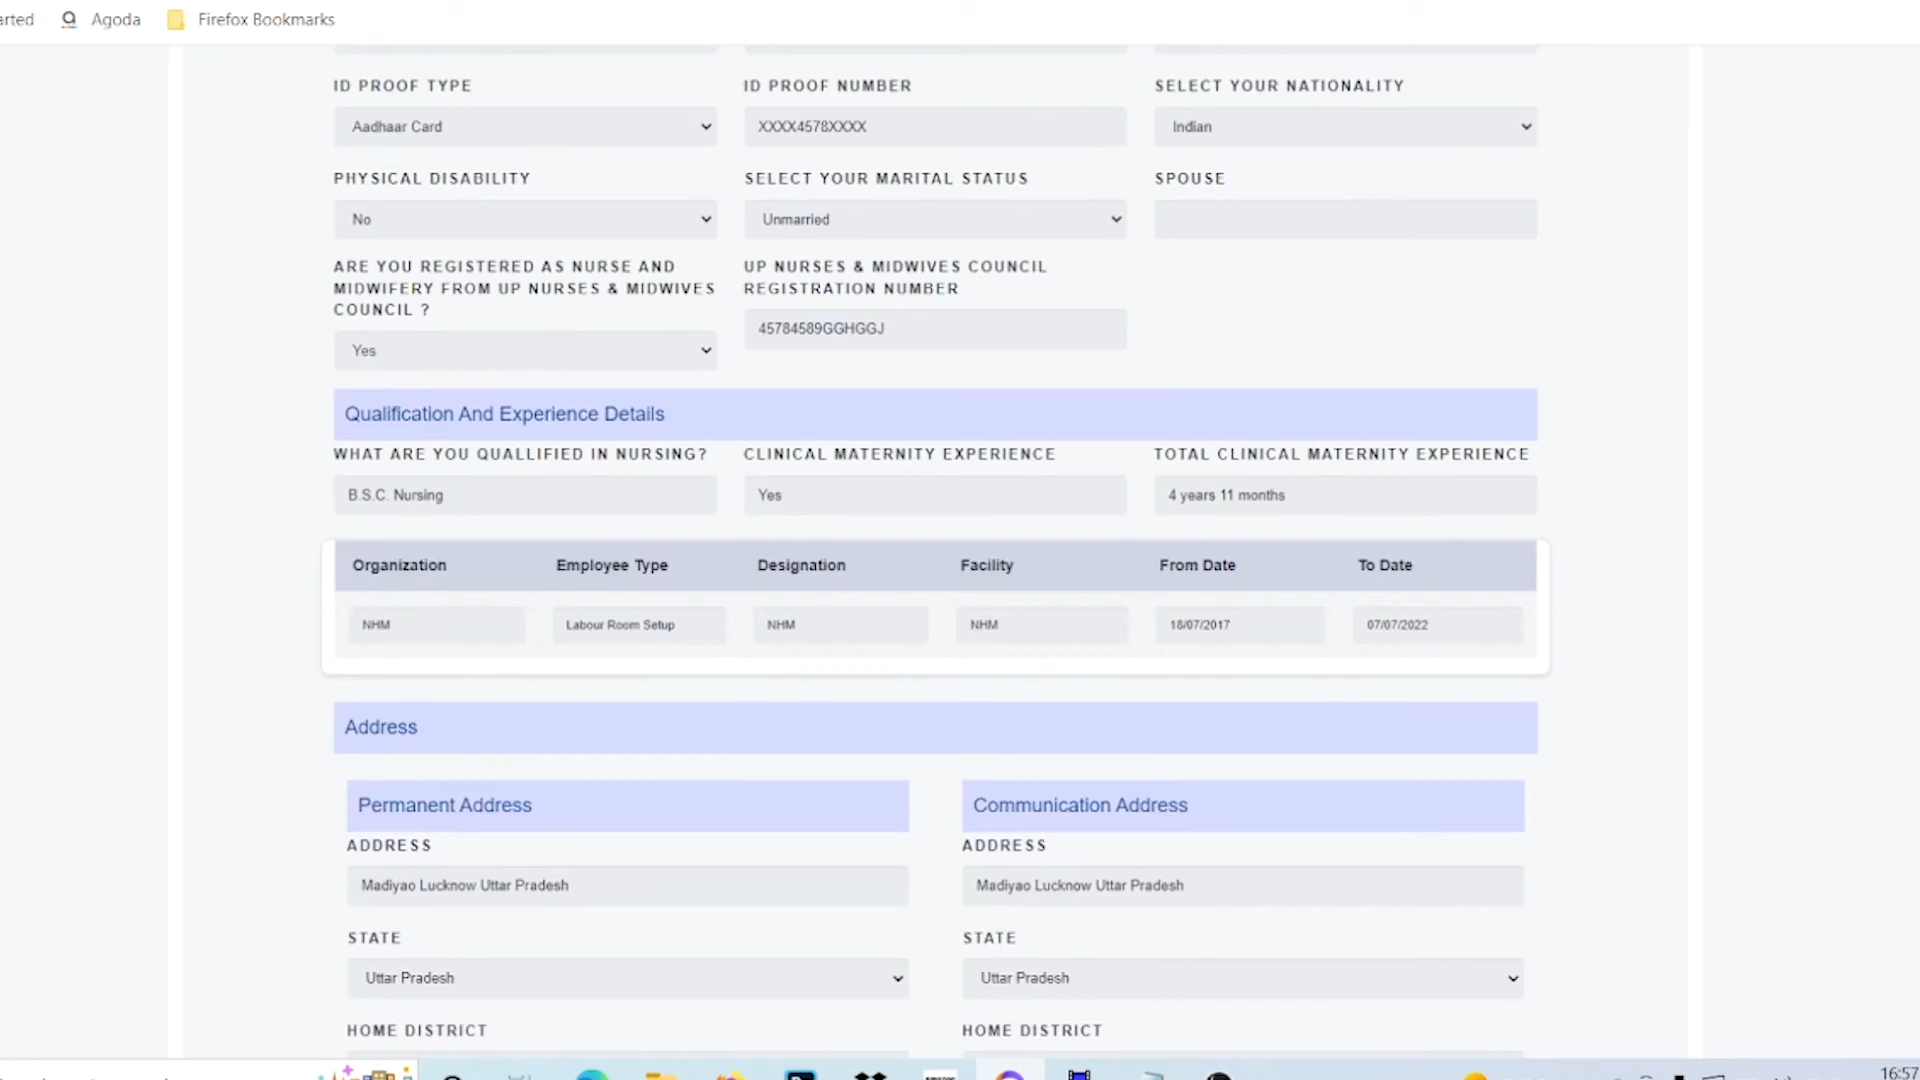 arted Agoda Firefox Bookmarks
ID PROOF TYPE ID PROOF NUMBER SELECT YOUR NATIONALITY
Aadhaar Card XXXX4578XXXX Indian
PHYSICAL DISABILITY SELECT YOUR MARITAL STATUS SPOUSE
No Unmarried
ARE YOU REGISTERED AS NURSE AND
MIDWIFERY FROM UP NURSES & MIDWIVES
COUNCIL ?
Yes
UP NURSES & MIDWIVES COUNCIL
REGISTRATION NUMBER
45784589GGHGGJ
Qualification And Experience Details
WHAT ARE YOU QUALLIFIED IN NURSING? CLINICAL MATERNITY EXPERIENCE TOTAL CLINICAL MATERNITY EXPERIENCE
B.S.C. Nursing Yes 4 years 11 months
Organization Employee Type Designation Facility From Date To Date
NHM Labour Room Setup NHM NHM 18/07/2017 07/07/2022
Address
Permanent Address
ADDRESS
Madiyao Lucknow Uttar Pradesh
STATE
Uttar Pradesh
HOME DISTRICT
Communication Address
ADDRESS
Madiyao Lucknow Uttar Pradesh
STATE
Uttar Pradesh
HOME DISTRICT
16:57